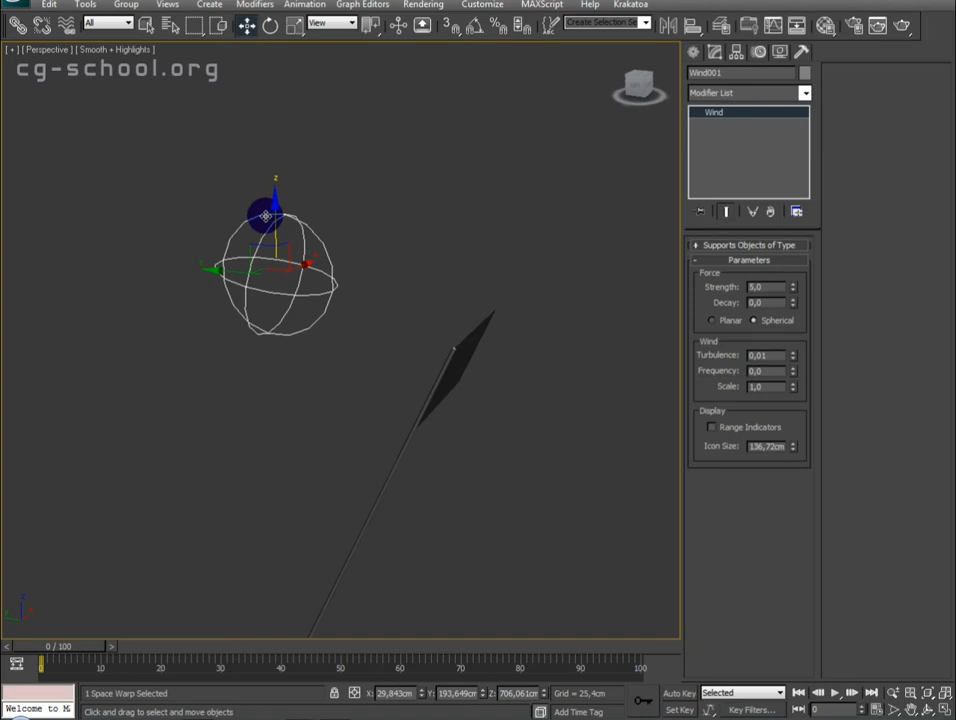 Edit Tools Group Views Create Modifiers Animation Graph Editors Rendering Customize MAXScript Help Krakatoa
All View Create Selection Se
[ + ] [ Perspective ] [ Smooth + Highlights ]
cg-school.org
Wind001
Modifier List
Wind
+ Supports Objects of Type
- Parameters
Force
Strength: 5,0
Decay: 0,0
Planar Spherical
Wind
Turbulence: 0,01
Frequency: 0,0
Scale: 1,0
Display
Range Indicators
Icon Size: 136,72cm
z
< 0 / 100 >
0 10 20 30 40 50 60 70 80 90 100
1 Space Warp Selected X: 29,843cm Y: 193,649cm Z: 706,061cm Grid = 25,4cm Auto Key Selected
Welcome to M Click and drag to select and move objects Add Time Tag Set Key Key Filters... 0